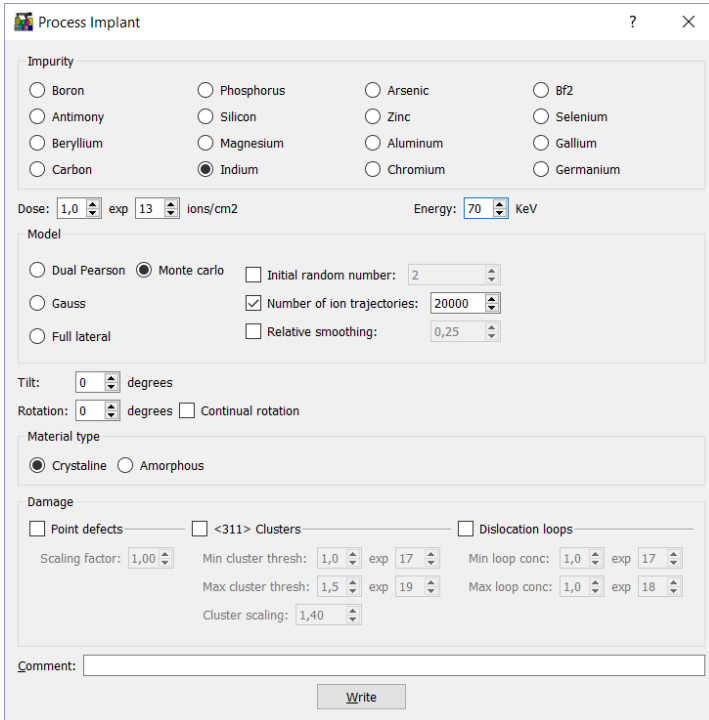 Process Implant ?
Impurity
Boron Phosphorus Arsenic Bf2
Antimony Silicon Zinc Selenium
Beryllium Magnesium Aluminum Gallium
Carbon Indium Chromium Germanium
Dose: 1,0 exp 13 ions/cm2 Energy: 70 KeV
Model
Dual Pearson Monte carlo Initial random number: 2
Gauss Number of ion trajectories: 20000
Full lateral Relative smoothing: 0,25
Tilt: 0 degrees
Rotation: 0 degrees Continual rotation
Material type
Crystaline Amorphous
Damage
Point defects <311> Clusters Dislocation loops
Scaling factor: 1,00 Min cluster thresh: 1,0 exp 17 Min loop conc: 1,0 exp 17
Max cluster thresh: 1,5 exp 19 Max loop conc: 1,0 exp 18
Cluster scaling: 1,40
Comment:
Write